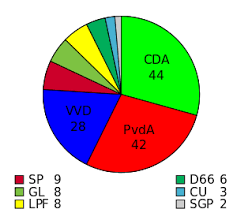 CDA
44
VVD
28
PvdA
42
SP 9
GL 8
LPF 8
D66 6
CU 3
SGP 2